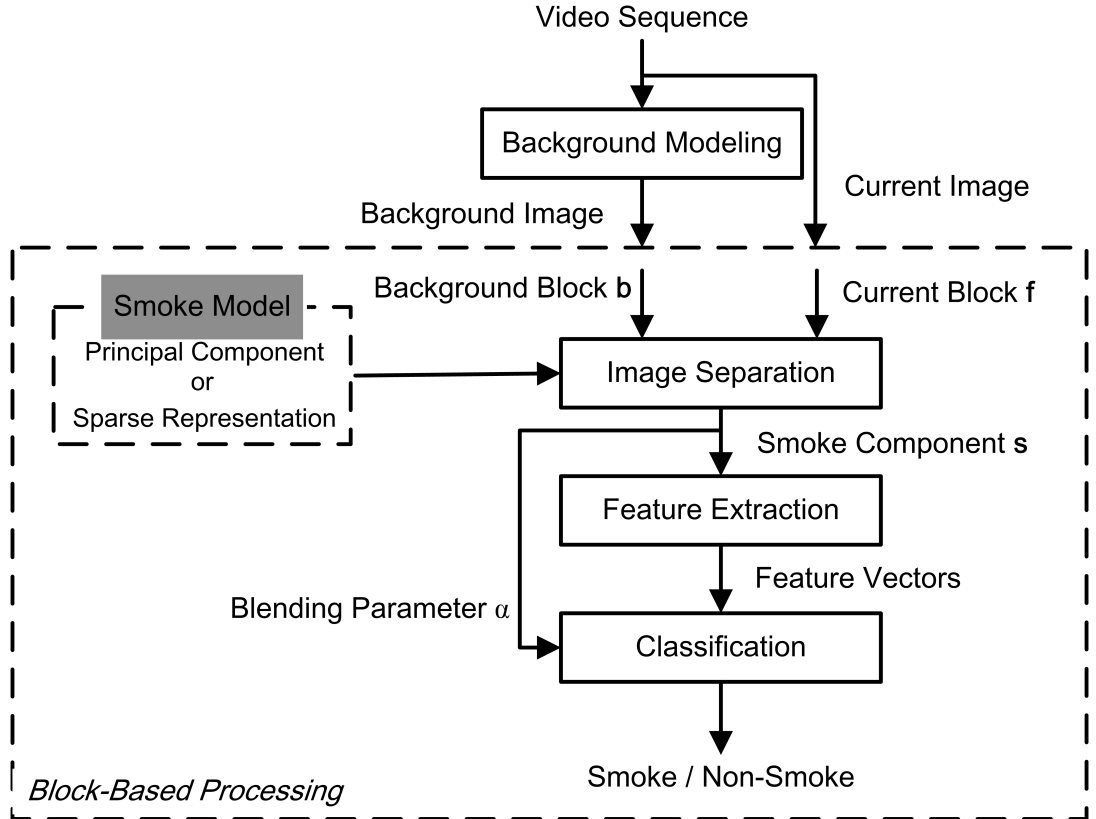 Video Sequence
Background Modeling
Current Image
Background Image
Background Block b
Current Block f
Smoke Model
Principal Component
or
Sparse Representation
Image Separation
Smoke Component s
Feature Extraction
Feature Vectors
Blending Parameter α
Classification
Smoke / Non-Smoke
Block-Based Processing